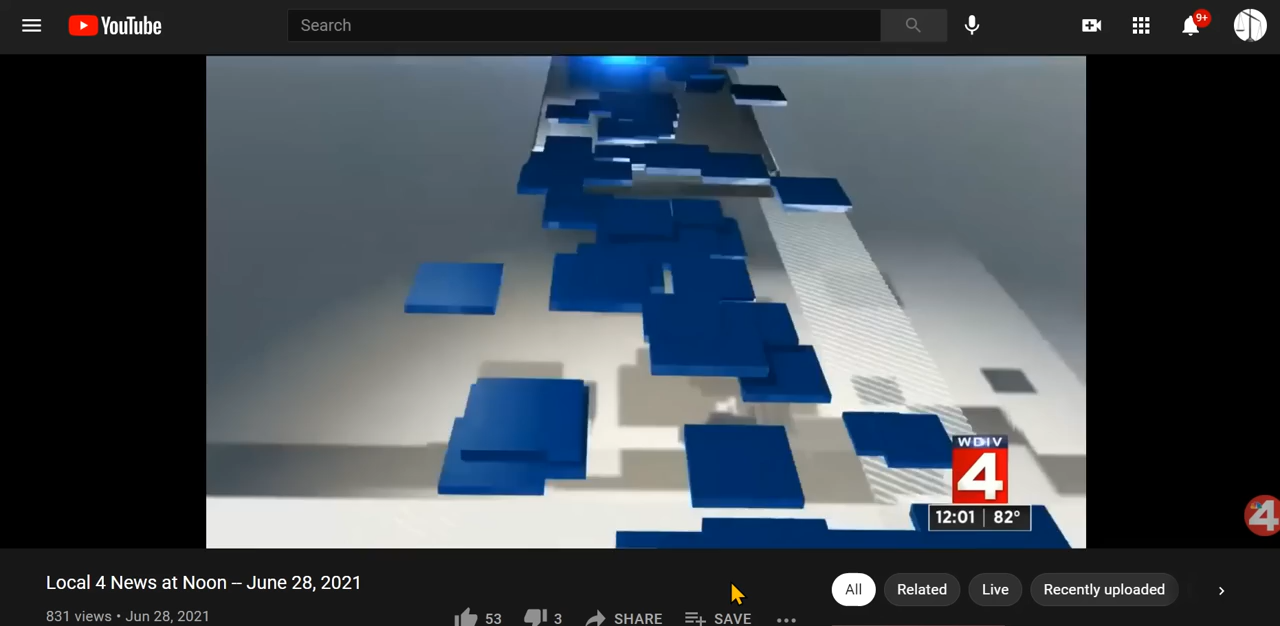 YouTube
Search
9+
WDIV
4
12:01 | 82°
4
Local 4 News at Noon – June 28, 2021
831 views • Jun 28, 2021
53
3
SHARE
SAVE
All
Related
Live
Recently uploaded